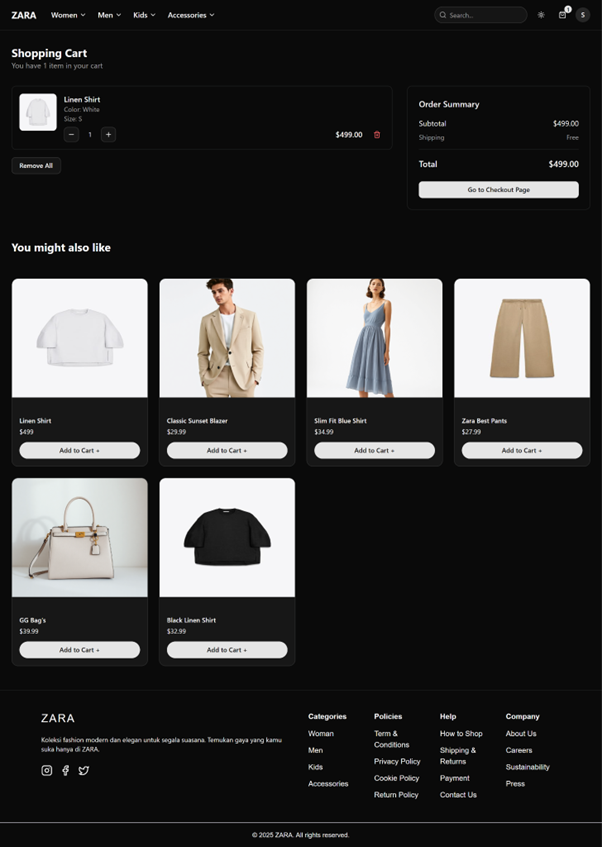 ZARA Women Men Kids Accessories Search... 1 S
Shopping Cart
You have 1 item in your cart
Linen Shirt
Color: White
Size: S
− 1 + $499.00
Remove All
Order Summary
Subtotal $499.00
Shipping Free
Total $499.00
Go to Checkout Page
You might also like
Linen Shirt
$499
Add to Cart +
Classic Sunset Blazer
$29.99
Add to Cart +
Slim Fit Blue Shirt
$34.99
Add to Cart +
Zara Best Pants
$27.99
Add to Cart +
GG Bag's
$39.99
Add to Cart +
Black Linen Shirt
$32.99
Add to Cart +
ZARA
Koleksi fashion modern dan elegan untuk segala suasana. Temukan gaya yang kamu
suka hanya di ZARA.
Categories
Woman
Men
Kids
Accessories
Policies
Term &
Conditions
Privacy Policy
Cookie Policy
Return Policy
Help
How to Shop
Shipping &
Returns
Payment
Contact Us
Company
About Us
Careers
Sustainability
Press
© 2025 ZARA. All rights reserved.